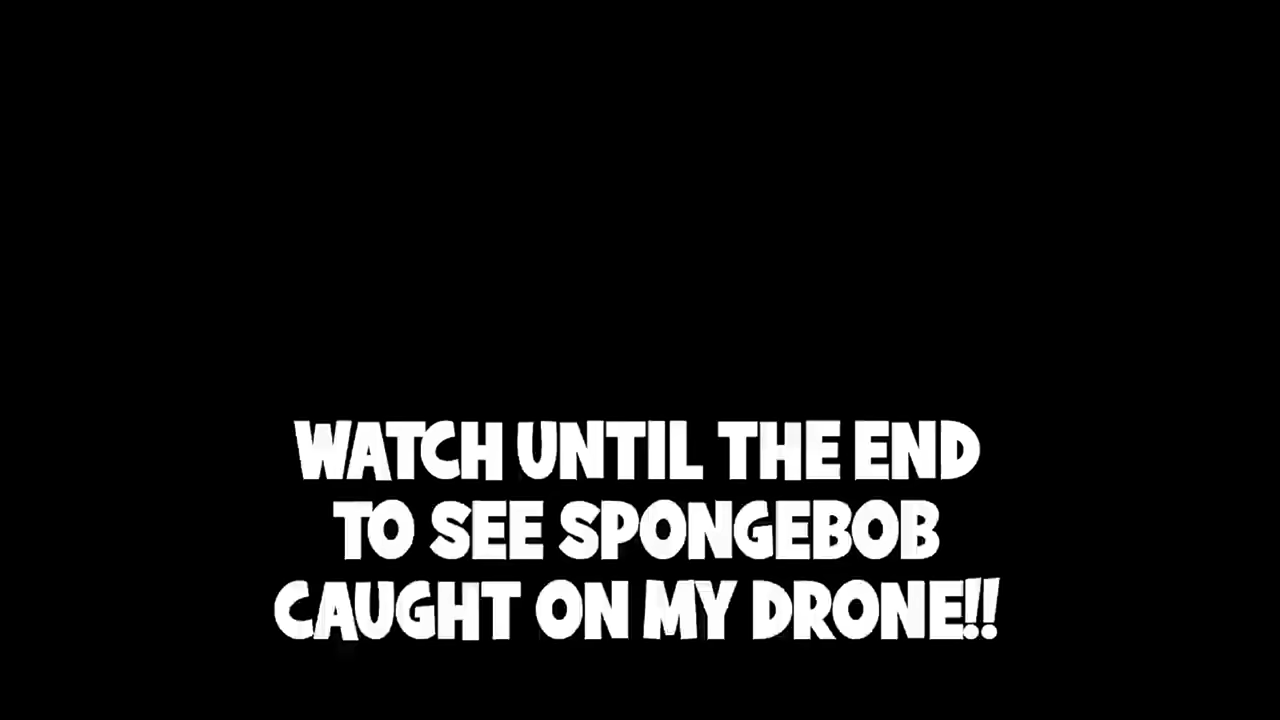 WATCH UNTIL THE END
TO SEE SPONGEBOB
CAUGHT ON MY DRONE!!